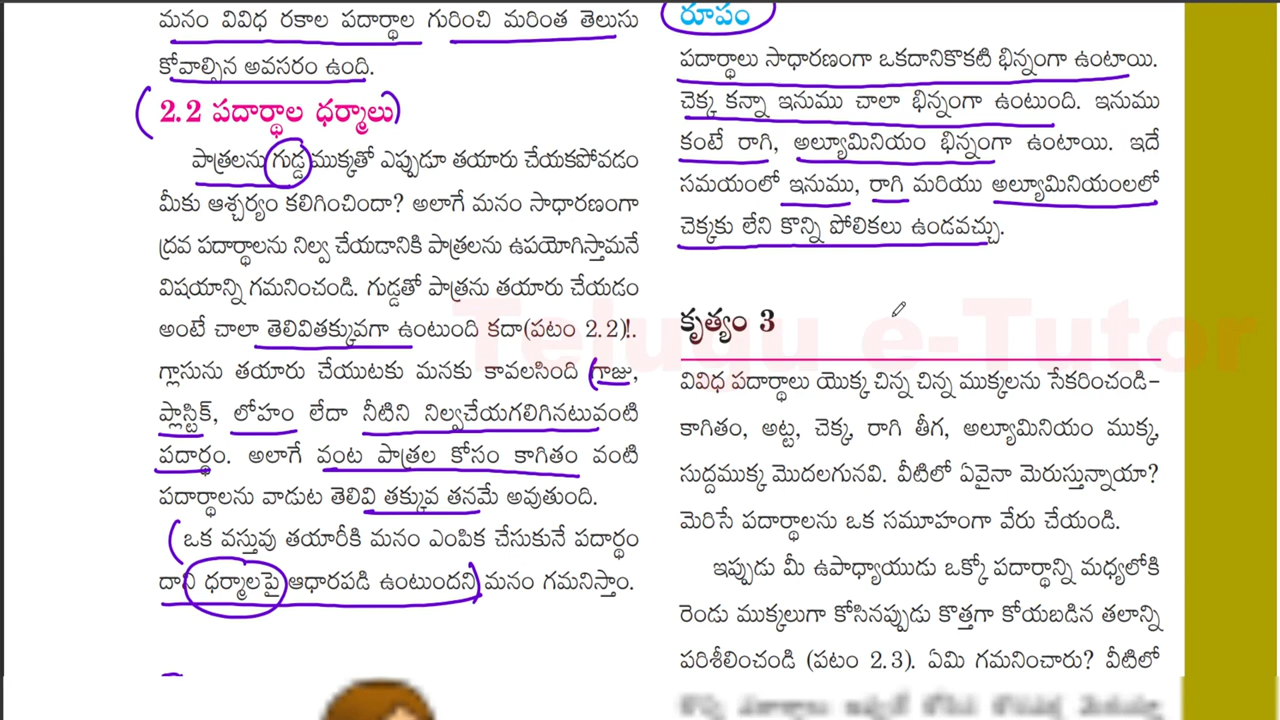 మనం వివిధ రకాల పదార్థాల గురించి మరింత తెలుసు
కోవాల్సిన అవసరం ఉంది.
2.2 పదార్థాల ధర్మాలు
పాత్రలను గుడ్డ ముక్కతో ఎప్పుడూ తయారు చేయకపోవడం
మీకు ఆశ్చర్యం కలిగించిందా? అలాగే మనం సాధారణంగా
ద్రవ పదార్థాలను నిల్వ చేయడానికి పాత్రలను ఉపయోగిస్తామనే
విషయాన్ని గమనించండి. గుడ్డతో పాత్రను తయారు చేయడం
అంటే చాలా తెలివితక్కువగా ఉంటుంది కదా(పటం 2.2)!.
గ్లాసును తయారు చేయుటకు మనకు కావలసింది గాజు,
ప్లాస్టిక్, లోహం లేదా నీటిని నిల్వచేయగలిగినటువంటి
పదార్థం. అలాగే వంట పాత్రల కోసం కాగితం వంటి
పదార్థాలను వాడుట తెలివి తక్కువ తనమే అవుతుంది.
ఒక వస్తువు తయారీకి మనం ఎంపిక చేసుకునే పదార్థం
దాని ధర్మాలపై ఆధారపడి ఉంటుందని మనం గమనిస్తాం.
రూపం
పదార్థాలు సాధారణంగా ఒకదానికొకటి భిన్నంగా ఉంటాయి.
చెక్క కన్నా ఇనుము చాలా భిన్నంగా ఉంటుంది. ఇనుము
కంటే రాగి, అల్యూమినియం భిన్నంగా ఉంటాయి. ఇదే
సమయంలో ఇనుము, రాగి మరియు అల్యూమినియంలలో
చెక్కకు లేని కొన్ని పోలికలు ఉండవచ్చు.
కృత్యం 3
వివిధ పదార్థాలు యొక్క చిన్న చిన్న ముక్కలను సేకరించండి-
కాగితం, అట్ట, చెక్క, రాగి తీగ, అల్యూమినియం ముక్క,
సుద్దముక్క మొదలగునవి. వీటిలో ఏవైనా మెరుస్తున్నాయా?
మెరిసే పదార్థాలను ఒక సమూహంగా వేరు చేయండి.
ఇప్పుడు మీ ఉపాధ్యాయుడు ఒక్కో పదార్థాన్ని మధ్యలోకి
రెండు ముక్కలుగా కోసినప్పుడు కొత్తగా కోయబడిన తలాన్ని
పరిశీలించండి (పటం 2.3). ఏమి గమనించారు? వీటిలో
Telugu e-Tutor